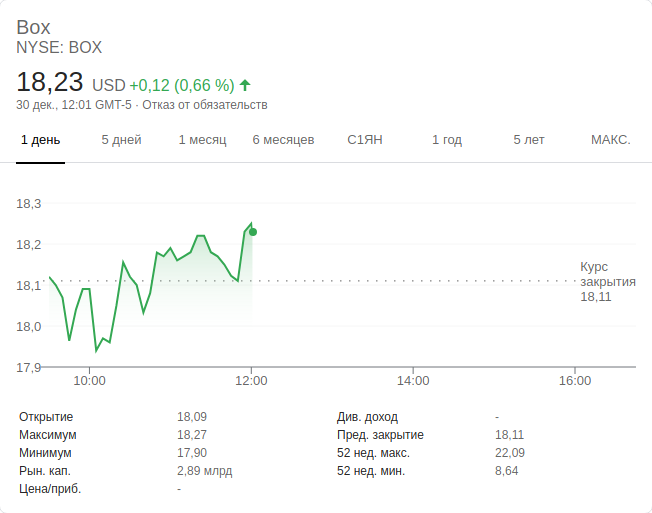 Box
NYSE: BOX
18,23 USD +0,12 (0,66 %)
30 дек., 12:01 GMT-5 · Отказ от обязательств
1 день 5 дней 1 месяц 6 месяцев С1ЯН 1 год 5 лет МАКС.
18,3
18,2
18,1
18,0
17,9
Курс
закрытия
18,11
10:00 12:00 14:00 16:00
Открытие 18,09
Максимум 18,27
Минимум 17,90
Рын. кап. 2,89 млрд
Цена/приб. -
Див. доход -
Пред. закрытие 18,11
52 нед. макс. 22,09
52 нед. мин. 8,64